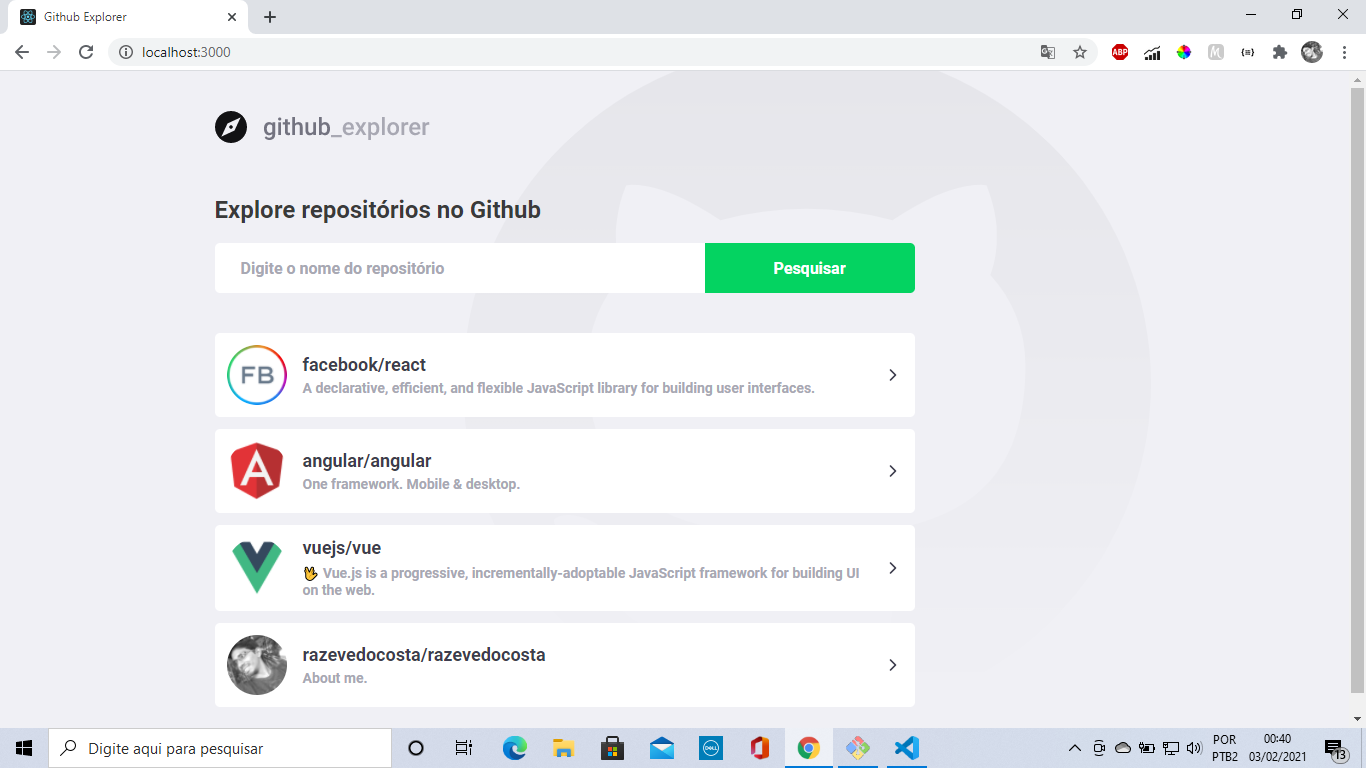 Github Explorer
localhost:3000
ABP
M
github_explorer
Explore repositórios no Github
Digite o nome do repositório
Pesquisar
FB
facebook/react
A declarative, efficient, and flexible JavaScript library for building user interfaces.
A
angular/angular
One framework. Mobile & desktop.
vuejs/vue
🖖 Vue.js is a progressive, incrementally-adoptable JavaScript framework for building UI
on the web.
razevedocosta/razevedocosta
About me.
Digite aqui para pesquisar
DELL
POR
PTB2
00:40
03/02/2021
13